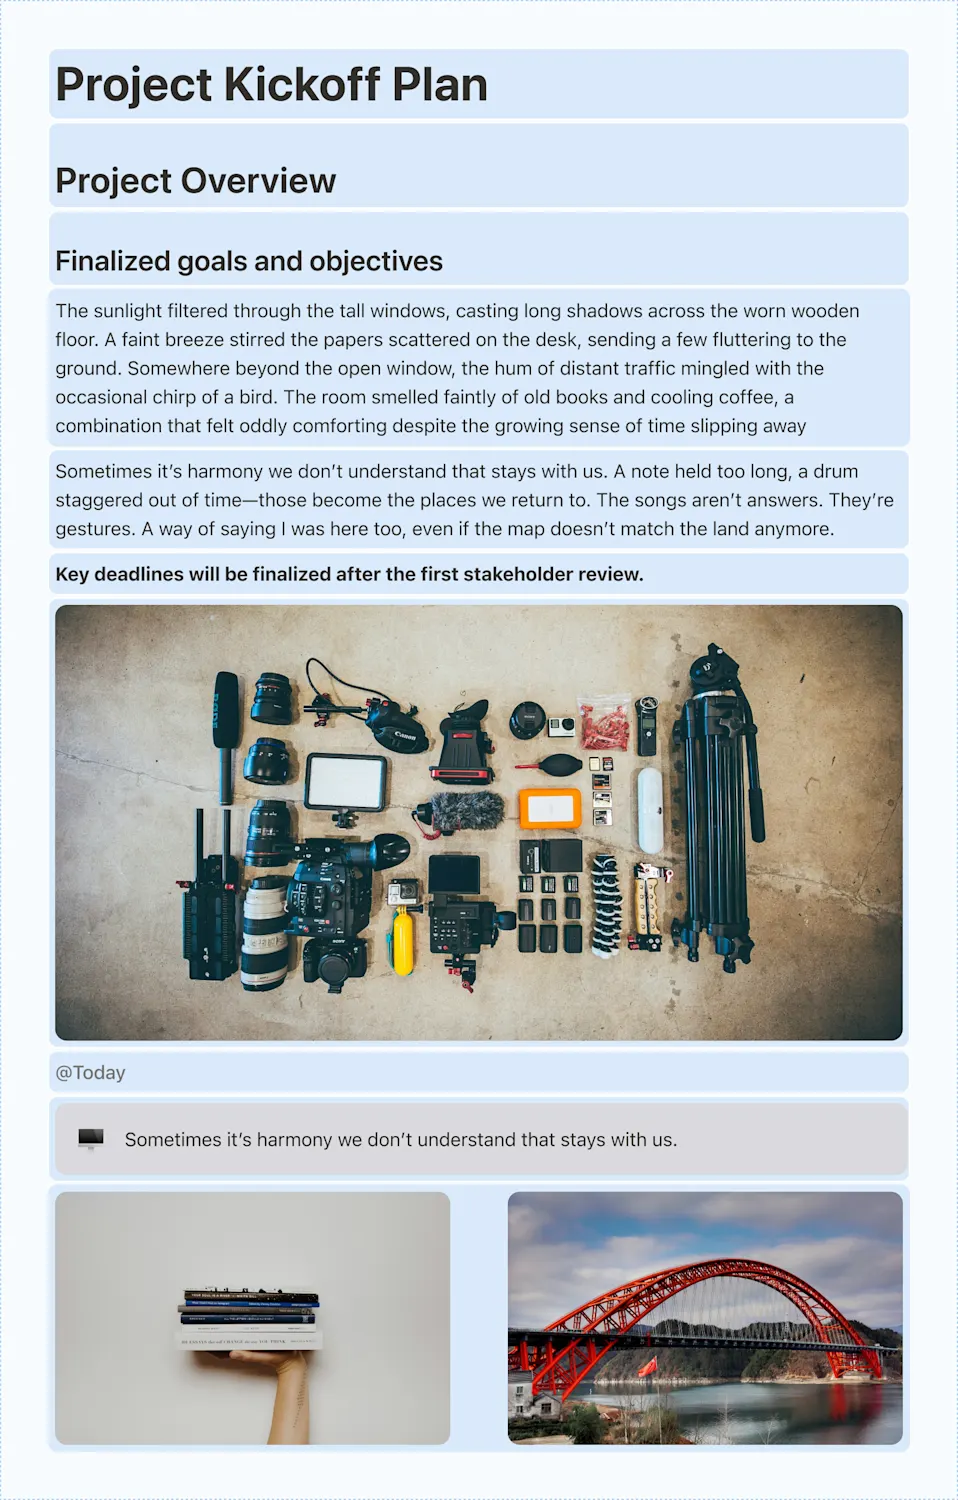 Project Kickoff Plan
Project Overview
Finalized goals and objectives
The sunlight filtered through the tall windows, casting long shadows across the worn wooden
floor. A faint breeze stirred the papers scattered on the desk, sending a few fluttering to the
ground. Somewhere beyond the open window, the hum of distant traffic mingled with the
occasional chirp of a bird. The room smelled faintly of old books and cooling coffee, a
combination that felt oddly comforting despite the growing sense of time slipping away
Sometimes it’s harmony we don’t understand that stays with us. A note held too long, a drum
staggered out of time—those become the places we return to. The songs aren’t answers. They’re
gestures. A way of saying I was here too, even if the map doesn’t match the land anymore.
Key deadlines will be finalized after the first stakeholder review.
RODE
Canon
@Today
Sometimes it’s harmony we don’t understand that stays with us.